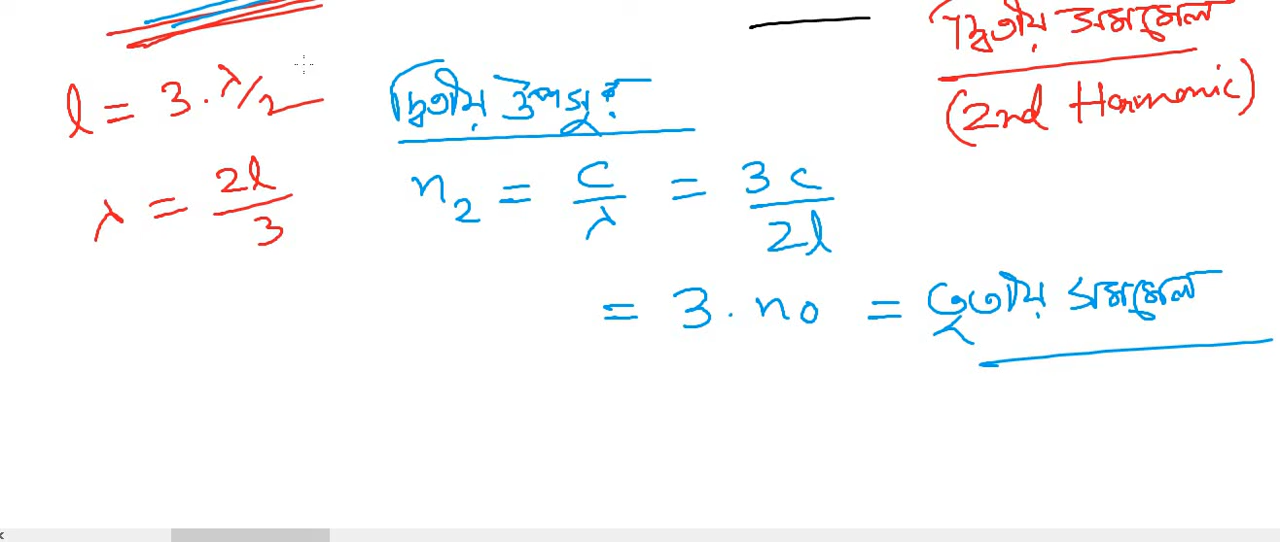 দ্বিতীয় সমমেল
(2nd Harmonic)
l = 3 · λ/2
দ্বিতীয় উপসুর
λ = 2l/3
n₂ = c/λ = 3c/2l
= 3 · n₀ = তৃতীয় সমমেল